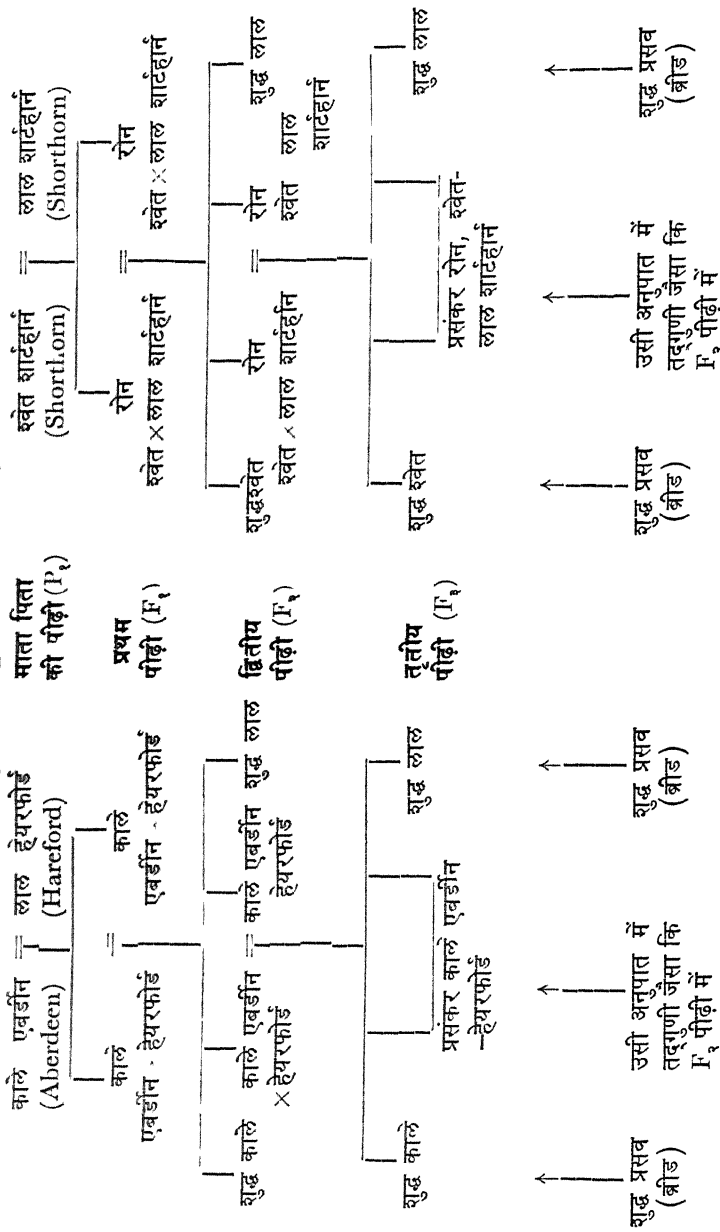 काले एबर्डीन = लाल हेयरफोर्ड
(Aberdeen) (Hareford)
काले काले
एबर्डीन - हेयरफोर्ड एबर्डीन - हेयरफोर्ड
=
शुद्ध काले काले एबर्डीन काले एबर्डीन शुद्ध लाल
×हेयरफोर्ड हेयरफोर्ड
=
शुद्ध काले शुद्ध लाल
प्रसंकर काले एबर्डीन
—हेयरफोर्ड
शुद्ध प्रसव उसी अनुपात में शुद्ध प्रसव
(ब्रीड) तद्गुणी जैसा कि (ब्रीड)
F₂ पीढ़ी में
माता पिता
की पीढ़ी (P₁)
प्रथम
पीढ़ी (F₁)
द्वितीय
पीढ़ी (F₂)
तृतीय
पीढ़ी (F₃)
श्वेत शार्टहार्न = लाल शार्टहार्न
(Shorthorn) (Shorthorn)
रोन रोन
श्वेत ×लाल शार्टहार्न श्वेत ×लाल शार्टहार्न
=
शुद्धश्वेत रोन रोन शुद्ध लाल
श्वेत ×लाल शार्टहार्न श्वेत लाल
शार्टहार्न
=
शुद्ध श्वेत शुद्ध लाल
प्रसंकर रोन, श्वेत-
लाल शार्टहार्न
शुद्ध प्रसव उसी अनुपात में शुद्ध प्रसव
(ब्रीड) तद्गुणी जैसा कि (ब्रीड)
F₂ पीढ़ी में